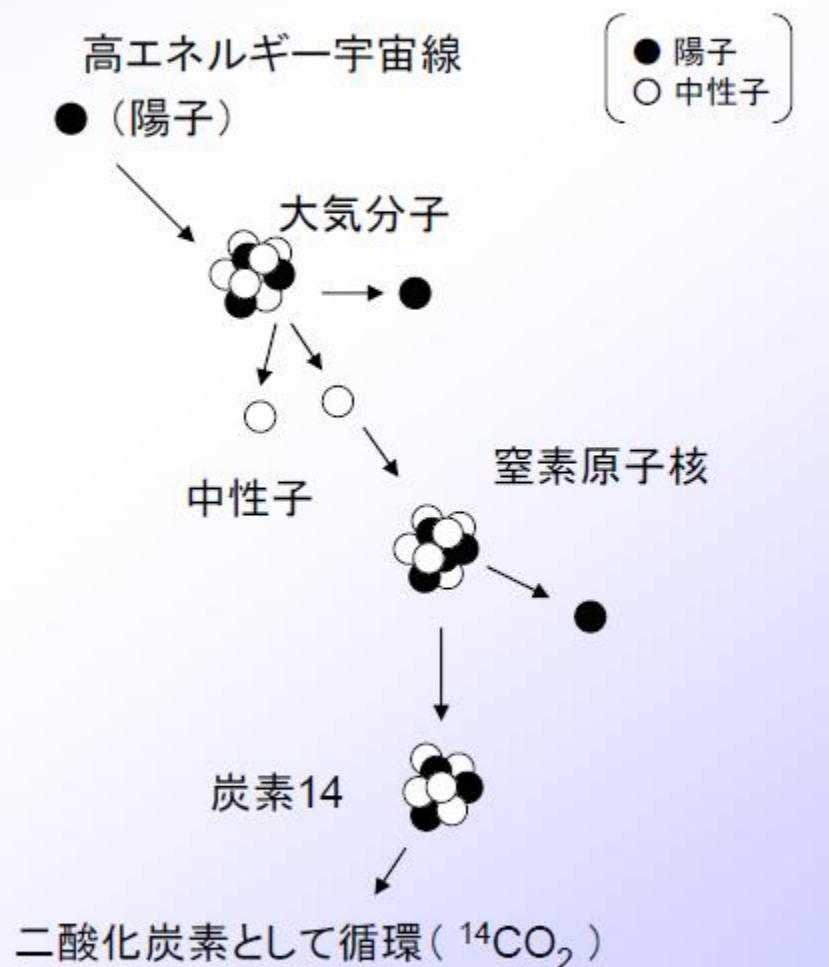 高エネルギー宇宙線
● 陽子
○ 中性子
●（陽子）
大気分子
中性子
窒素原子核
炭素14
二酸化炭素として循環（ ¹⁴CO₂ ）